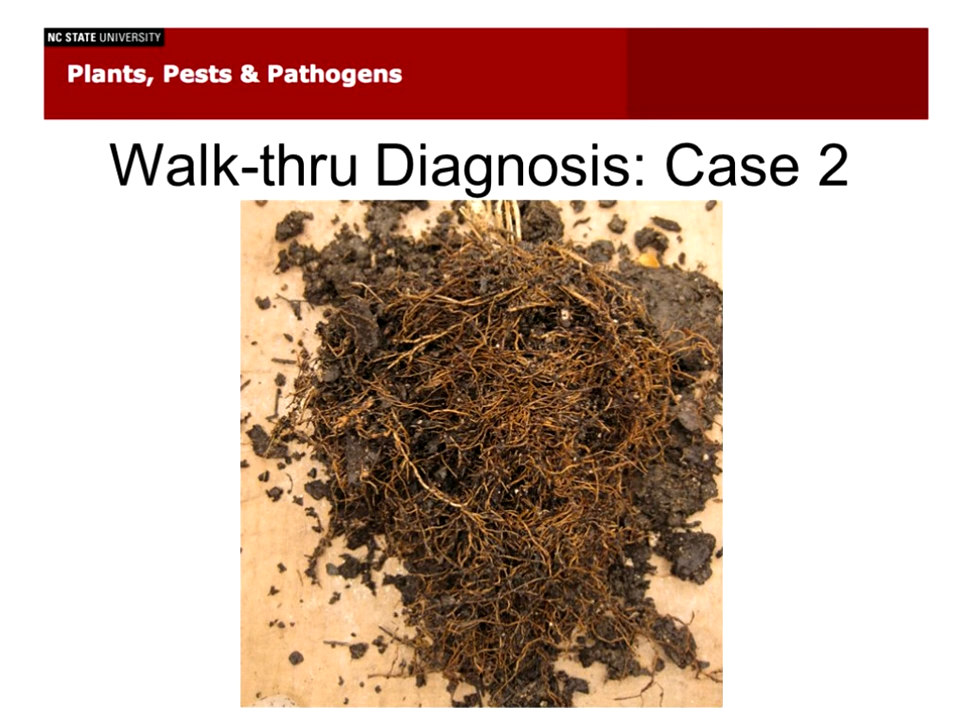 NC STATE UNIVERSITY
Plants, Pests & Pathogens
Walk-thru Diagnosis: Case 2